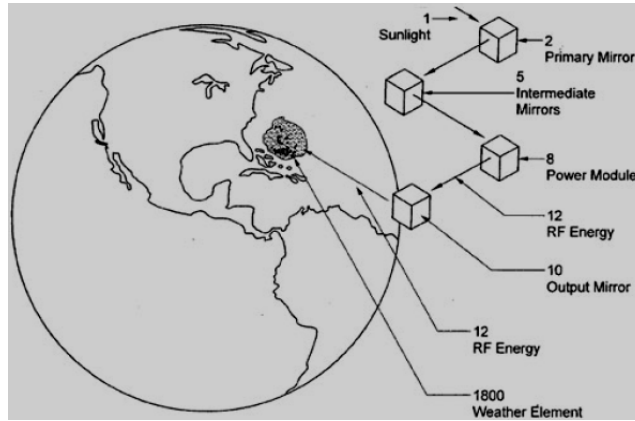 1
Sunlight
2
Primary Mirror
5
Intermediate
Mirrors
8
Power Module
12
RF Energy
10
Output Mirror
12
RF Energy
1800
Weather Element